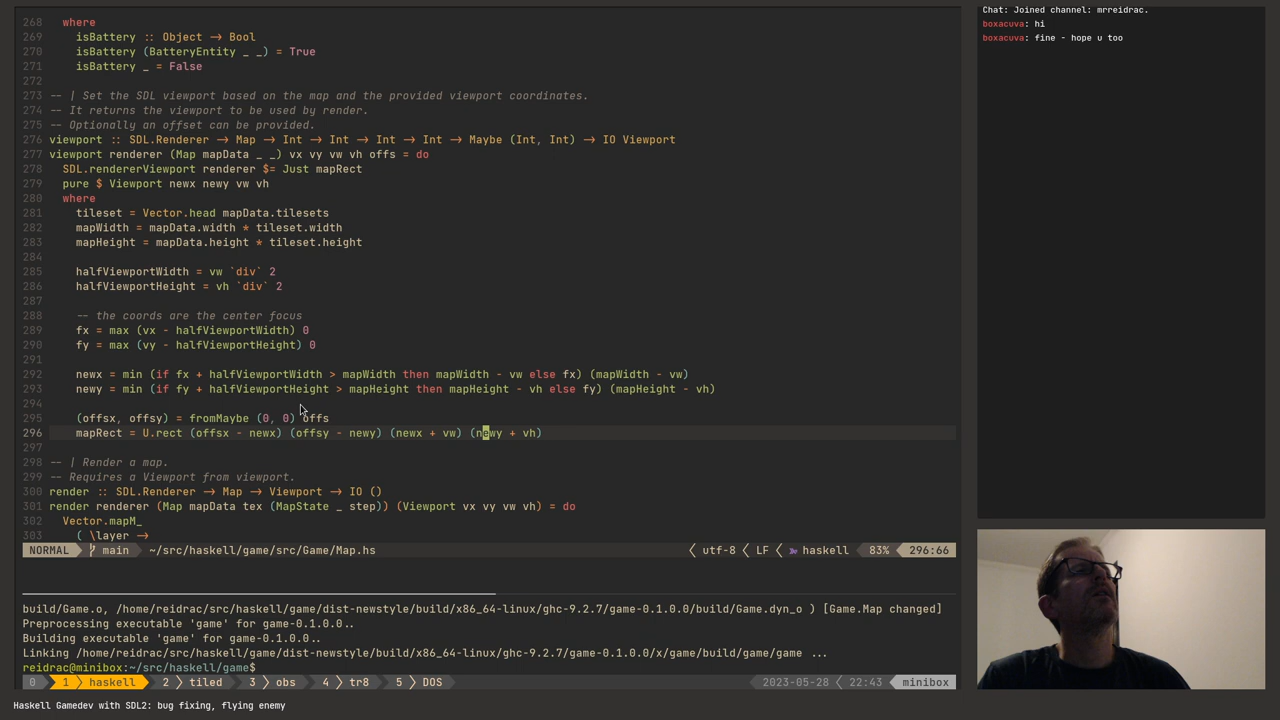 268   where
269     isBattery :: Object → Bool
270     isBattery (BatteryEntity _ _) = True
271     isBattery _ = False
272
273 -- | Set the SDL viewport based on the map and the provided viewport coordinates.
274 -- It returns the viewport to be used by render.
275 -- Optionally an offset can be provided.
276 viewport :: SDL.Renderer → Map → Int → Int → Int → Int → Maybe (Int, Int) → IO Viewport
277 viewport renderer (Map mapData _ _) vx vy vw vh offs = do
278   SDL.rendererViewport renderer $= Just mapRect
279   pure $ Viewport newx newy vw vh
280   where
281     tileset = Vector.head mapData.tilesets
282     mapWidth = mapData.width * tileset.width
283     mapHeight = mapData.height * tileset.height
284
285     halfViewportWidth = vw `div` 2
286     halfViewportHeight = vh `div` 2
287
288     -- the coords are the center focus
289     fx = max (vx - halfViewportWidth) 0
290     fy = max (vy - halfViewportHeight) 0
291
292     newx = min (if fx + halfViewportWidth > mapWidth then mapWidth - vw else fx) (mapWidth - vw)
293     newy = min (if fy + halfViewportHeight > mapHeight then mapHeight - vh else fy) (mapHeight - vh)
294
295     (offsx, offsy) = fromMaybe (0, 0) offs
296     mapRect = U.rect (offsx - newx) (offsy - newy) (newx + vw) (newy + vh)
297
298 -- | Render a map.
299 -- Requires a Viewport from viewport.
300 render :: SDL.Renderer → Map → Viewport → IO ()
301 render renderer (Map mapData tex (MapState _ step)) (Viewport vx vy vw vh) = do
302   Vector.mapM_
303     ( \layer →
NORMAL main ~/src/haskell/game/src/Game/Map.hs utf-8 LF haskell 83% 296:66
build/Game.o, /home/reidrac/src/haskell/game/dist-newstyle/build/x86_64-linux/ghc-9.2.7/game-0.1.0.0/build/Game.dyn_o ) [Game.Map changed]
Preprocessing executable 'game' for game-0.1.0.0..
Building executable 'game' for game-0.1.0.0..
Linking /home/reidrac/src/haskell/game/dist-newstyle/build/x86_64-linux/ghc-9.2.7/game-0.1.0.0/x/game/build/game/game ...
reidrac@minibox:~/src/haskell/game$
0 1 haskell 2 tiled 3 obs 4 tr8 5 DOS 2023-05-28 22:43 minibox
Haskell Gamedev with SDL2: bug fixing, flying enemy
Chat: Joined channel: mrreidrac.
boxacuva: hi
boxacuva: fine - hope u too